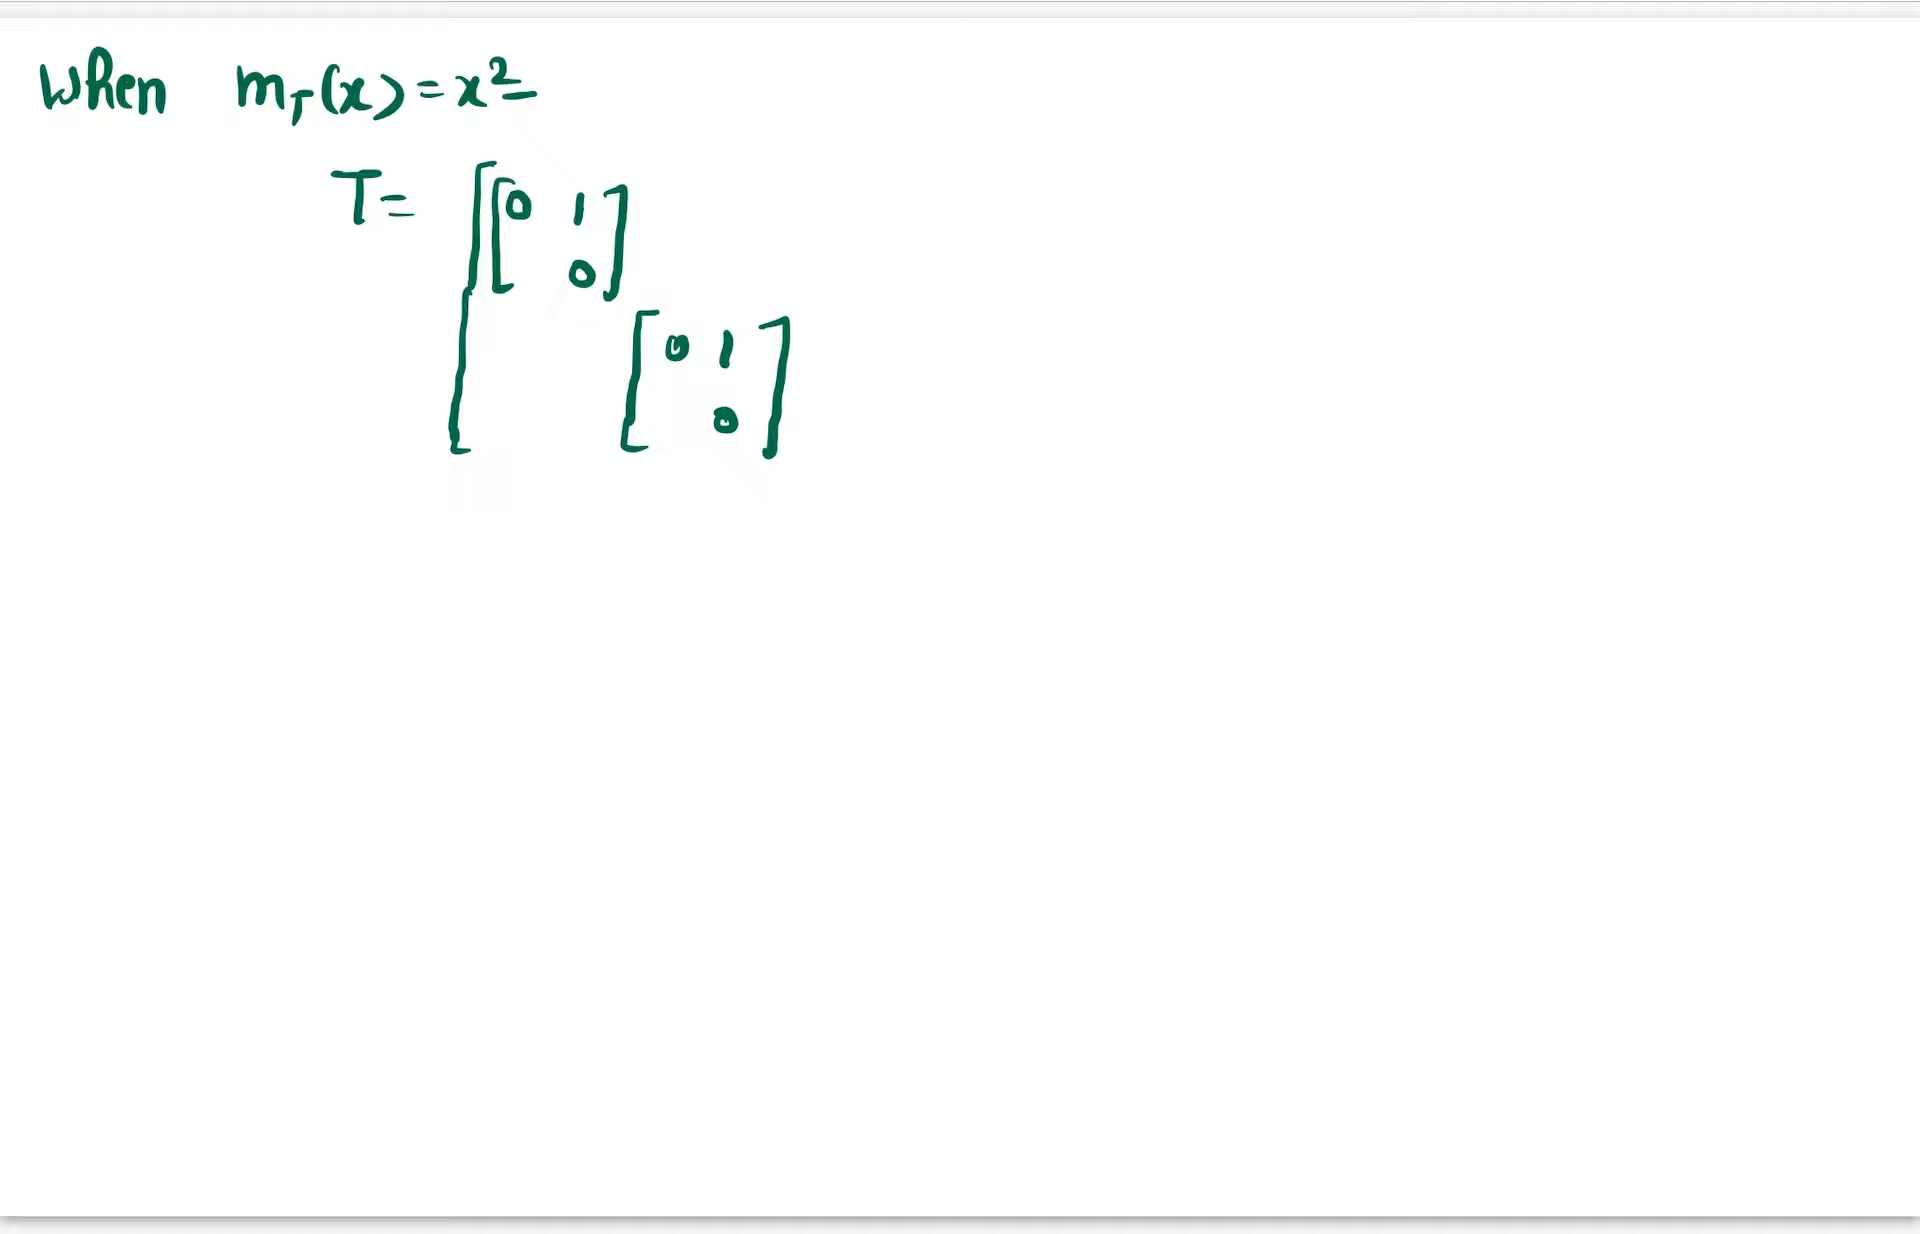 When m_T(x) = x²
T = [[0 1]
0]
[0 1]
0]